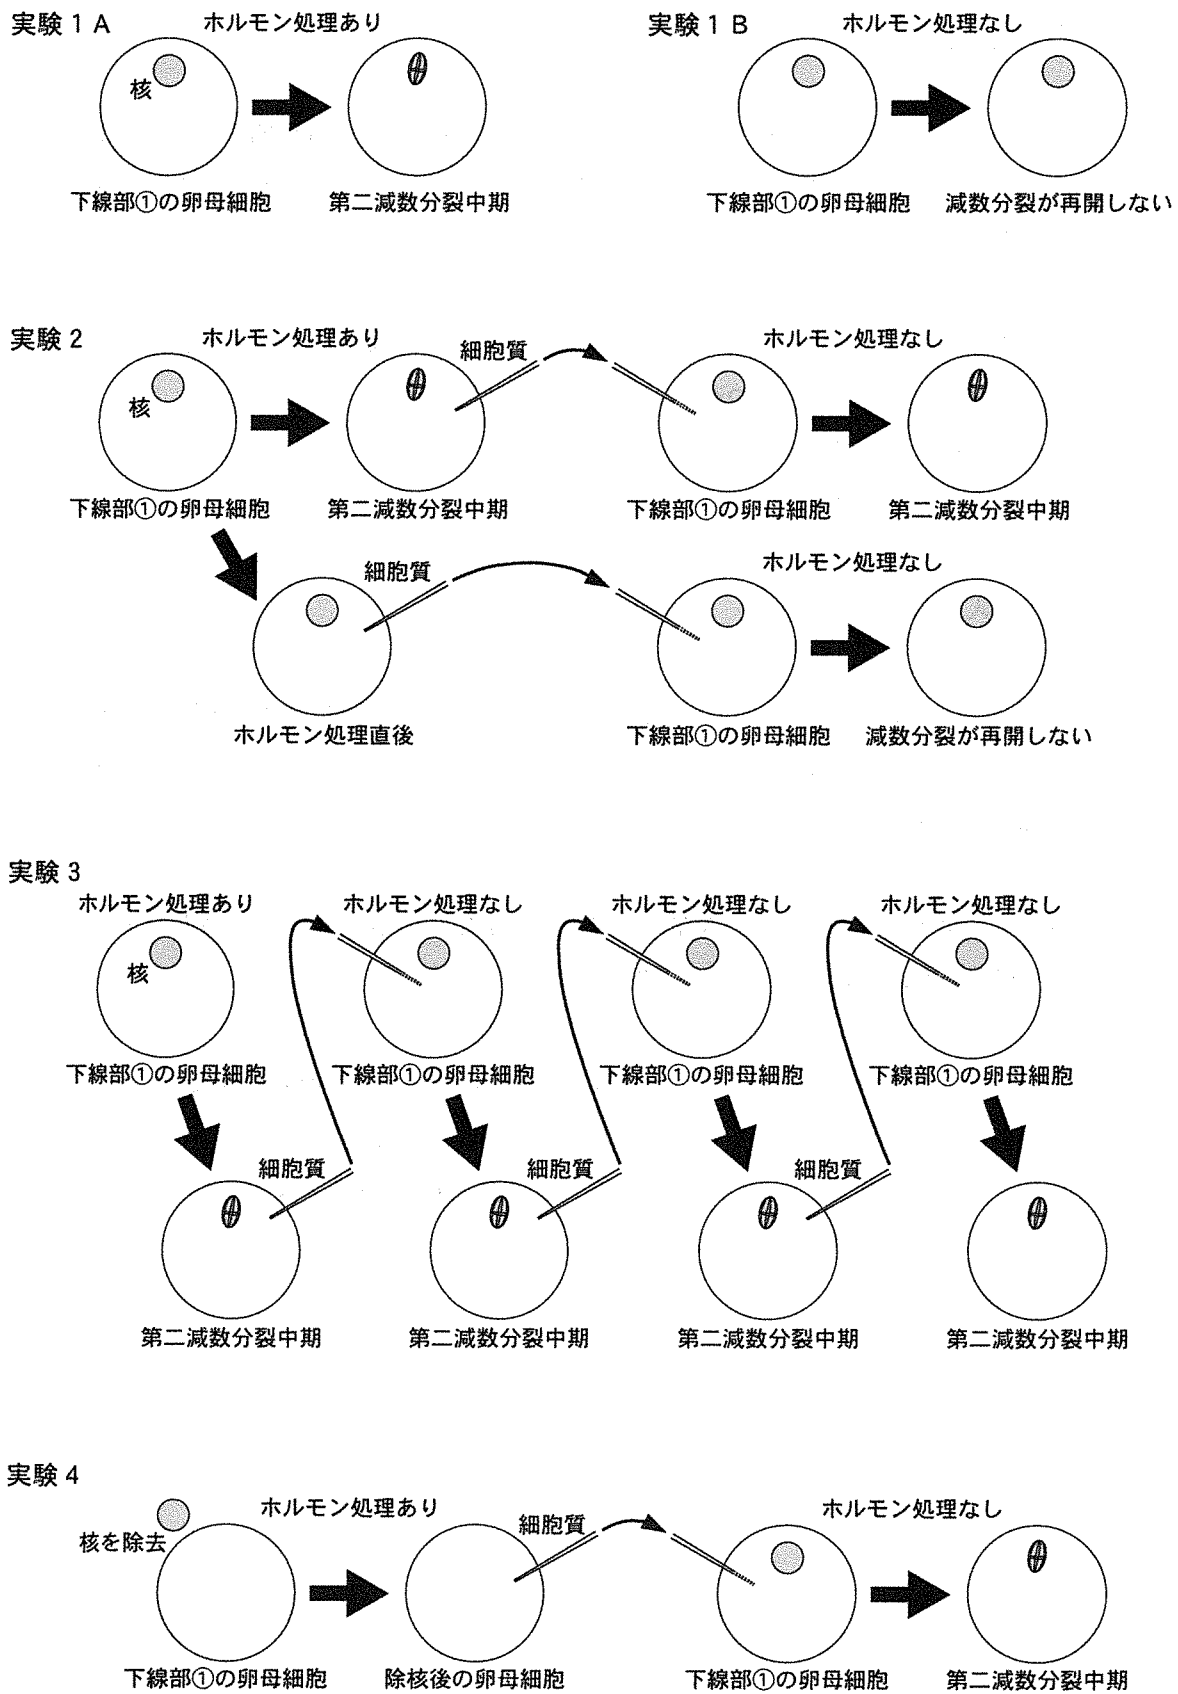 実験1A ホルモン処理あり
核
下線部①の卵母細胞 第二減数分裂中期
実験1B ホルモン処理なし
下線部①の卵母細胞 減数分裂が再開しない
実験2 ホルモン処理あり 細胞質 ホルモン処理なし
核
下線部①の卵母細胞 第二減数分裂中期 下線部①の卵母細胞 第二減数分裂中期
細胞質 ホルモン処理なし
ホルモン処理直後 下線部①の卵母細胞 減数分裂が再開しない
実験3
ホルモン処理あり ホルモン処理なし ホルモン処理なし ホルモン処理なし
核
下線部①の卵母細胞 下線部①の卵母細胞 下線部①の卵母細胞 下線部①の卵母細胞
細胞質 細胞質 細胞質
第二減数分裂中期 第二減数分裂中期 第二減数分裂中期 第二減数分裂中期
実験4
ホルモン処理あり ホルモン処理なし
核を除去 細胞質
下線部①の卵母細胞 除核後の卵母細胞 下線部①の卵母細胞 第二減数分裂中期